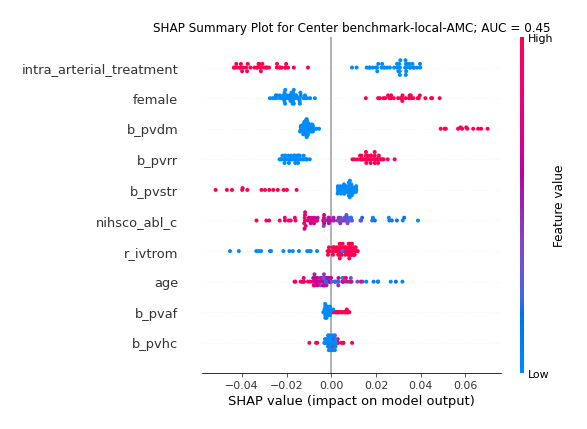 SHAP Summary Plot for Center benchmark-local-AMC; AUC = 0.45
High
intra_arterial_treatment
female
b_pvdm
b_pvrr
b_pvstr
nihsco_abl_c
r_ivtrom
age
b_pvaf
b_pvhc
Feature value
Low
−0.04 −0.02 0.00 0.02 0.04 0.06
SHAP value (impact on model output)